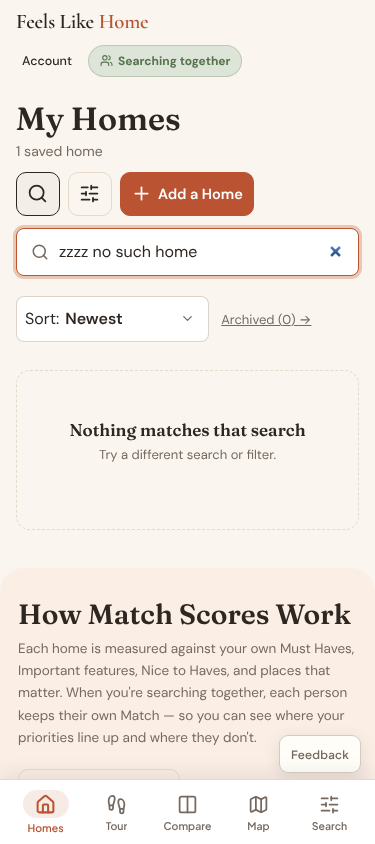 Feels Like Home
Account
Searching together
My Homes
1 saved home
Add a Home
zzzz no such home
Sort: Newest
Archived (0) →
Nothing matches that search
Try a different search or filter.
How Match Scores Work
Each home is measured against your own Must Haves,
Important features, Nice to Haves, and places that
matter. When you're searching together, each person
keeps their own Match — so you can see where your
priorities line up and where they don't.
Feedback
Homes
Tour
Compare
Map
Search